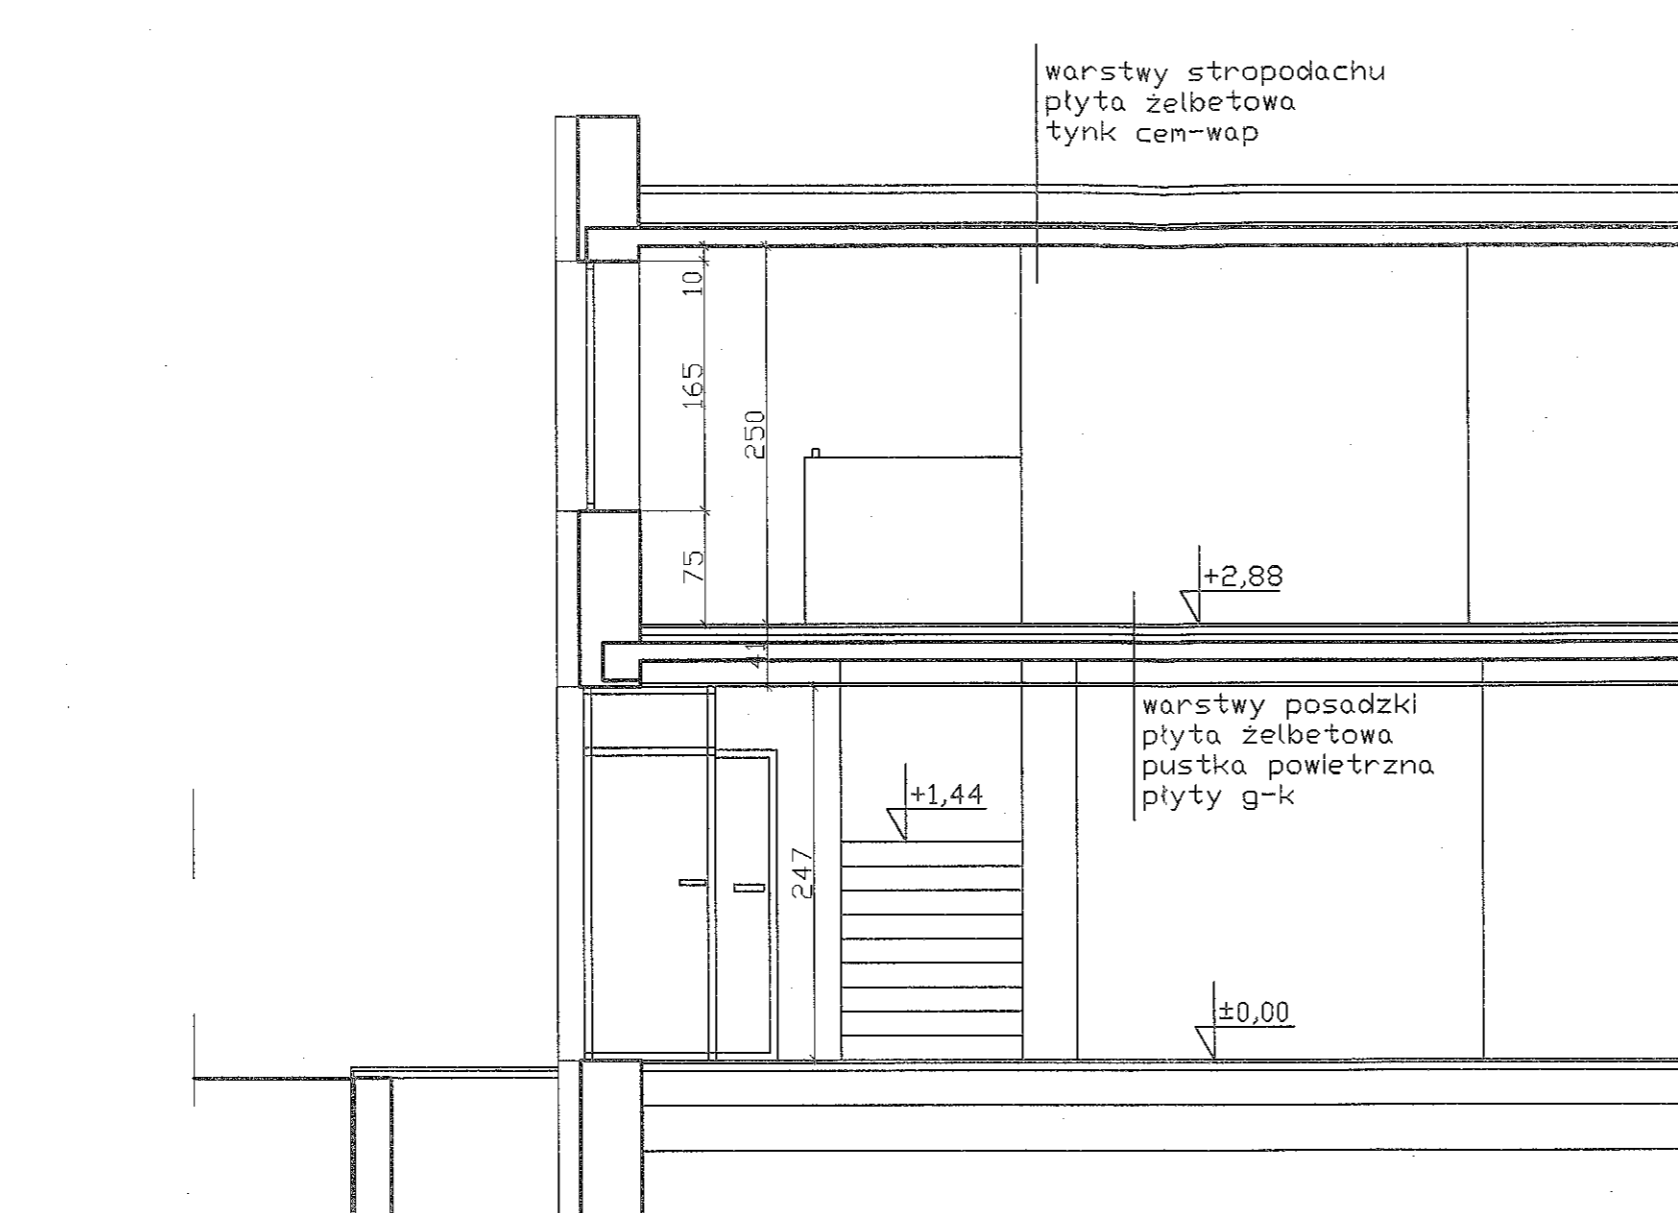 warstwy stropodachu
płyta żelbetowa
tynk cem-wap
10
165
250
75
+2,88
41
warstwy posadzki
płyta żelbetowa
pustka powietrzna
płyty g-k
+1,44
247
±0,00